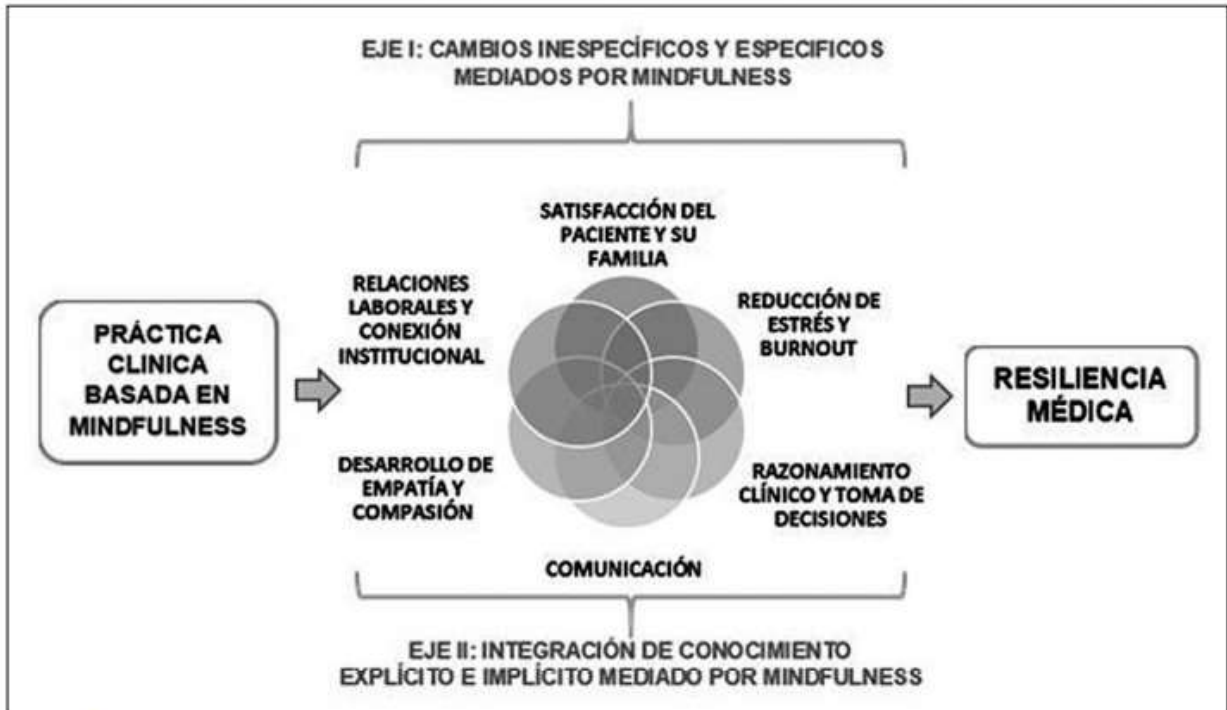 EJE I: CAMBIOS INESPECÍFICOS Y ESPECIFICOS
MEDIADOS POR MINDFULNESS
SATISFACCIÓN DEL
PACIENTE Y SU
FAMILIA
RELACIONES
LABORALES Y
CONEXIÓN
INSTITUCIONAL
REDUCCIÓN DE
ESTRÉS Y
BURNOUT
PRÁCTICA
CLINICA
BASADA EN
MINDFULNESS
RESILIENCIA
MÉDICA
DESARROLLO DE
EMPATÍA Y
COMPASIÓN
RAZONAMIENTO
CLÍNICO Y TOMA DE
DECISIONES
COMUNICACIÓN
EJE II: INTEGRACIÓN DE CONOCIMIENTO
EXPLÍCITO E IMPLÍCITO MEDIADO POR MINDFULNESS